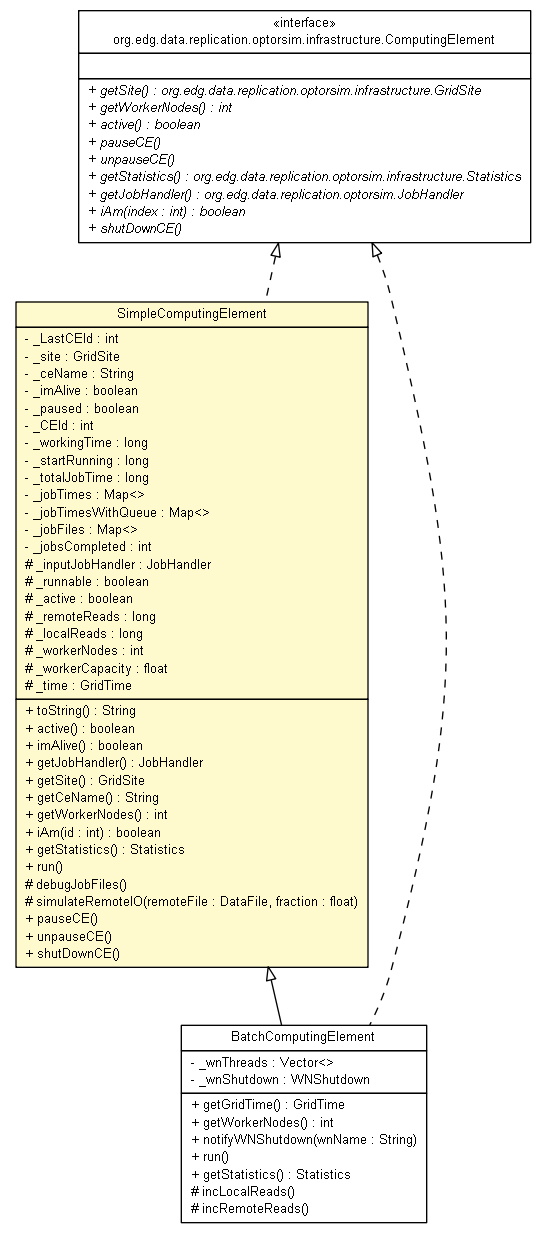 «interface»
org.edg.data.replication.optorsim.infrastructure.ComputingElement
+ getSite() : org.edg.data.replication.optorsim.infrastructure.GridSite
+ getWorkerNodes() : int
+ active() : boolean
+ pauseCE()
+ unpauseCE()
+ getStatistics() : org.edg.data.replication.optorsim.infrastructure.Statistics
+ getJobHandler() : org.edg.data.replication.optorsim.JobHandler
+ iAm(index : int) : boolean
+ shutDownCE()
SimpleComputingElement
- _LastCEId : int
- _site : GridSite
- _ceName : String
- _imAlive : boolean
- _paused : boolean
- _CEId : int
- _workingTime : long
- _startRunning : long
- _totalJobTime : long
- _jobTimes : Map<>
- _jobTimesWithQueue : Map<>
- _jobFiles : Map<>
- _jobsCompleted : int
# _inputJobHandler : JobHandler
# _runnable : boolean
# _active : boolean
# _remoteReads : long
# _localReads : long
# _workerNodes : int
# _workerCapacity : float
# _time : GridTime
+ toString() : String
+ active() : boolean
+ imAlive() : boolean
+ getJobHandler() : JobHandler
+ getSite() : GridSite
+ getCeName() : String
+ getWorkerNodes() : int
+ iAm(id : int) : boolean
+ getStatistics() : Statistics
+ run()
# debugJobFiles()
# simulateRemoteIO(remoteFile : DataFile, fraction : float)
+ pauseCE()
+ unpauseCE()
+ shutDownCE()
BatchComputingElement
- _wnThreads : Vector<>
- _wnShutdown : WNShutdown
+ getGridTime() : GridTime
+ getWorkerNodes() : int
+ notifyWNShutdown(wnName : String)
+ run()
+ getStatistics() : Statistics
# incLocalReads()
# incRemoteReads()